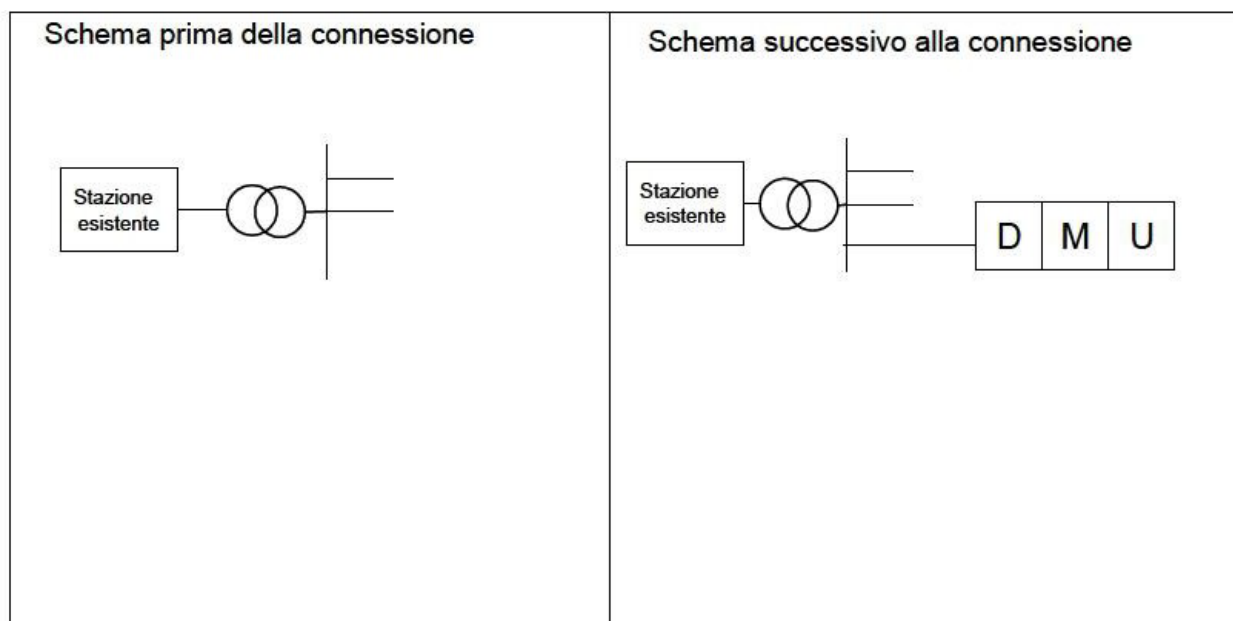 Schema prima della connessione
Stazione
esistente
Schema successivo alla connessione
Stazione
esistente
D M U